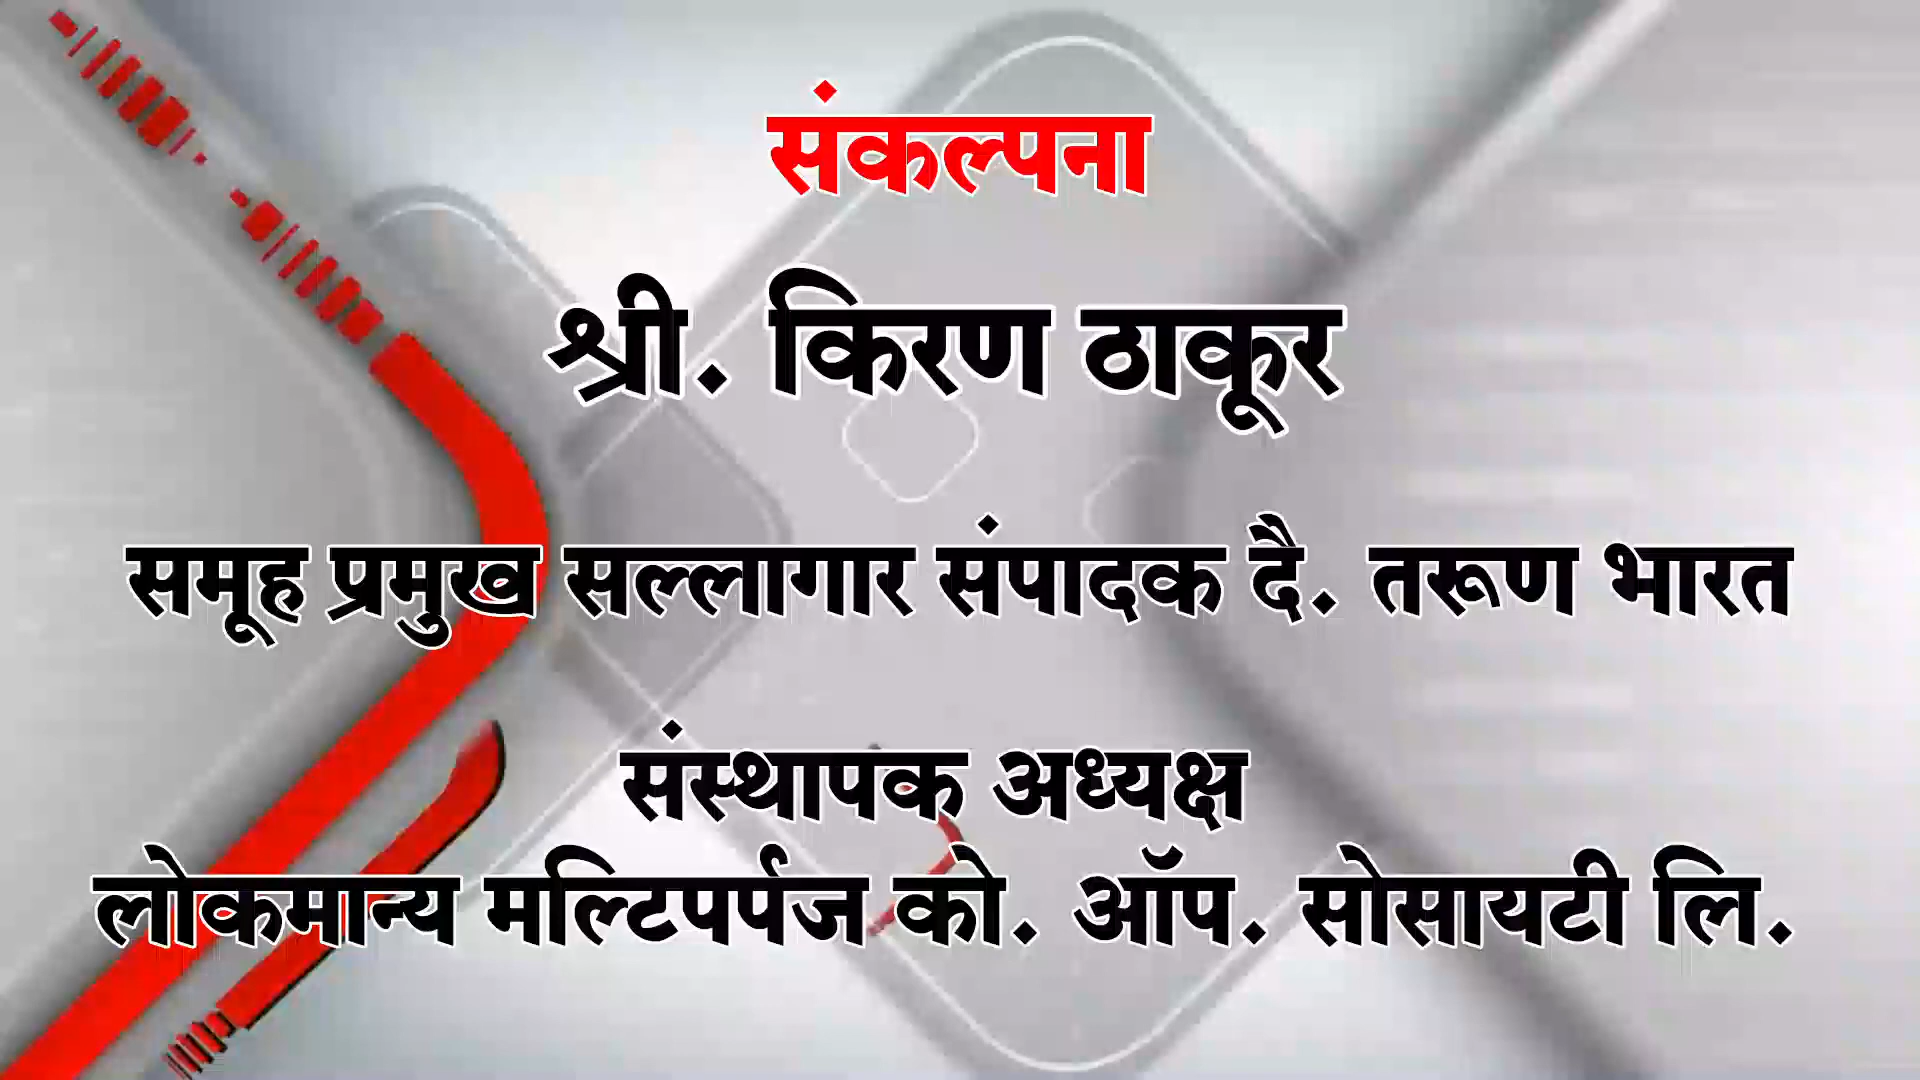 संकल्पना
श्री. किरण ठाकूर
समूह प्रमुख सल्लागार संपादक दै. तरूण भारत
संस्थापक अध्यक्ष
लोकमान्य मल्टिपर्पज को. ऑप. सोसायटी लि.